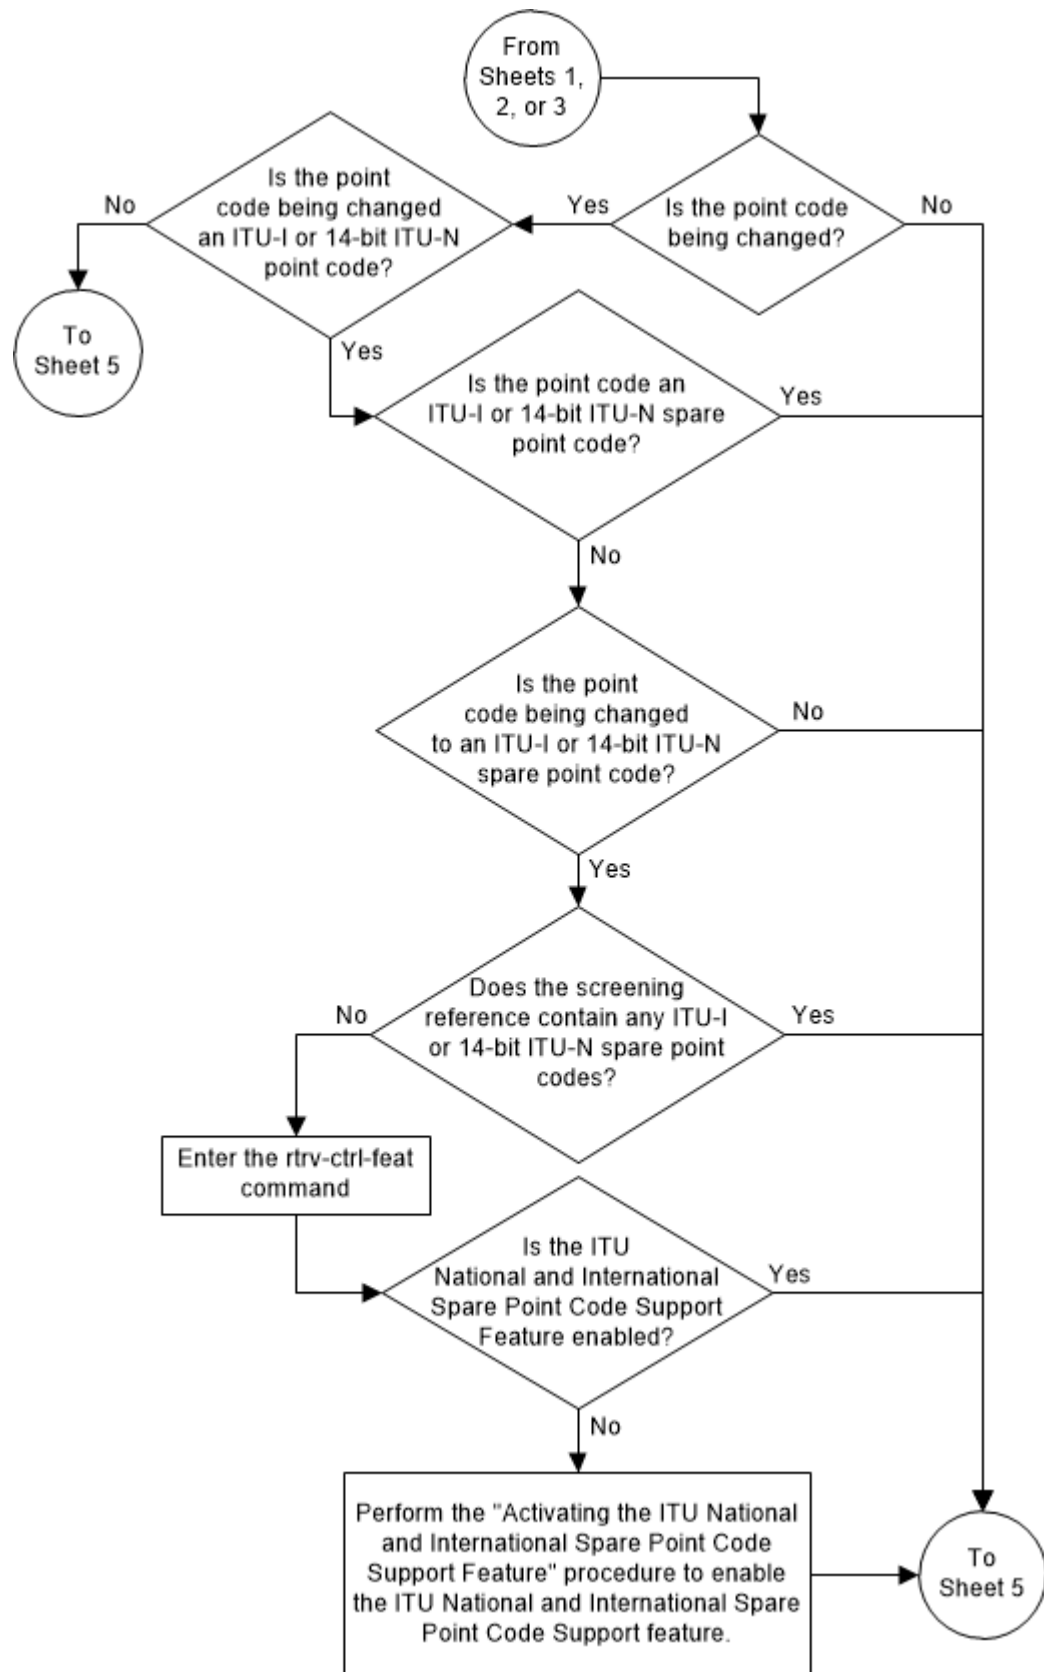 From
Sheets 1,
2, or 3
Is the point code
being changed?
Yes
No
Is the point
code being changed
an ITU-I or 14-bit ITU-N
point code?
No
Yes
To
Sheet 5
Is the point code an
ITU-I or 14-bit ITU-N spare
point code?
Yes
No
Is the point
code being changed
to an ITU-I or 14-bit ITU-N
spare point code?
No
Yes
Does the screening
reference contain any ITU-I
or 14-bit ITU-N spare point
codes?
No
Yes
Enter the rtrv-ctrl-feat
command
Is the ITU
National and International
Spare Point Code Support
Feature enabled?
Yes
No
Perform the "Activating the ITU National
and International Spare Point Code
Support Feature" procedure to enable
the ITU National and International Spare
Point Code Support feature.
To
Sheet 5